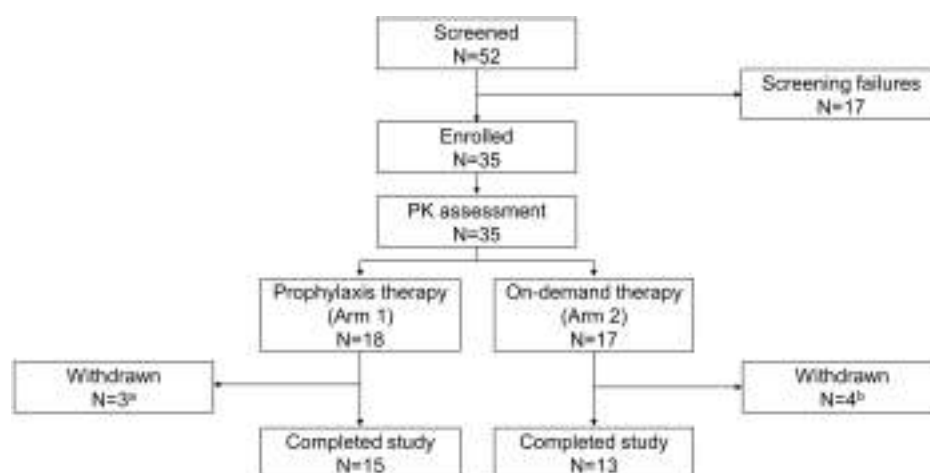 Screened
N=52
Screening failures
N=17
Enrolled
N=35
PK assessment
N=35
Prophylaxis therapy
(Arm 1)
N=18
On-demand therapy
(Arm 2)
N=17
Withdrawn
N=3ᵃ
Withdrawn
N=4ᵇ
Completed study
N=15
Completed study
N=13